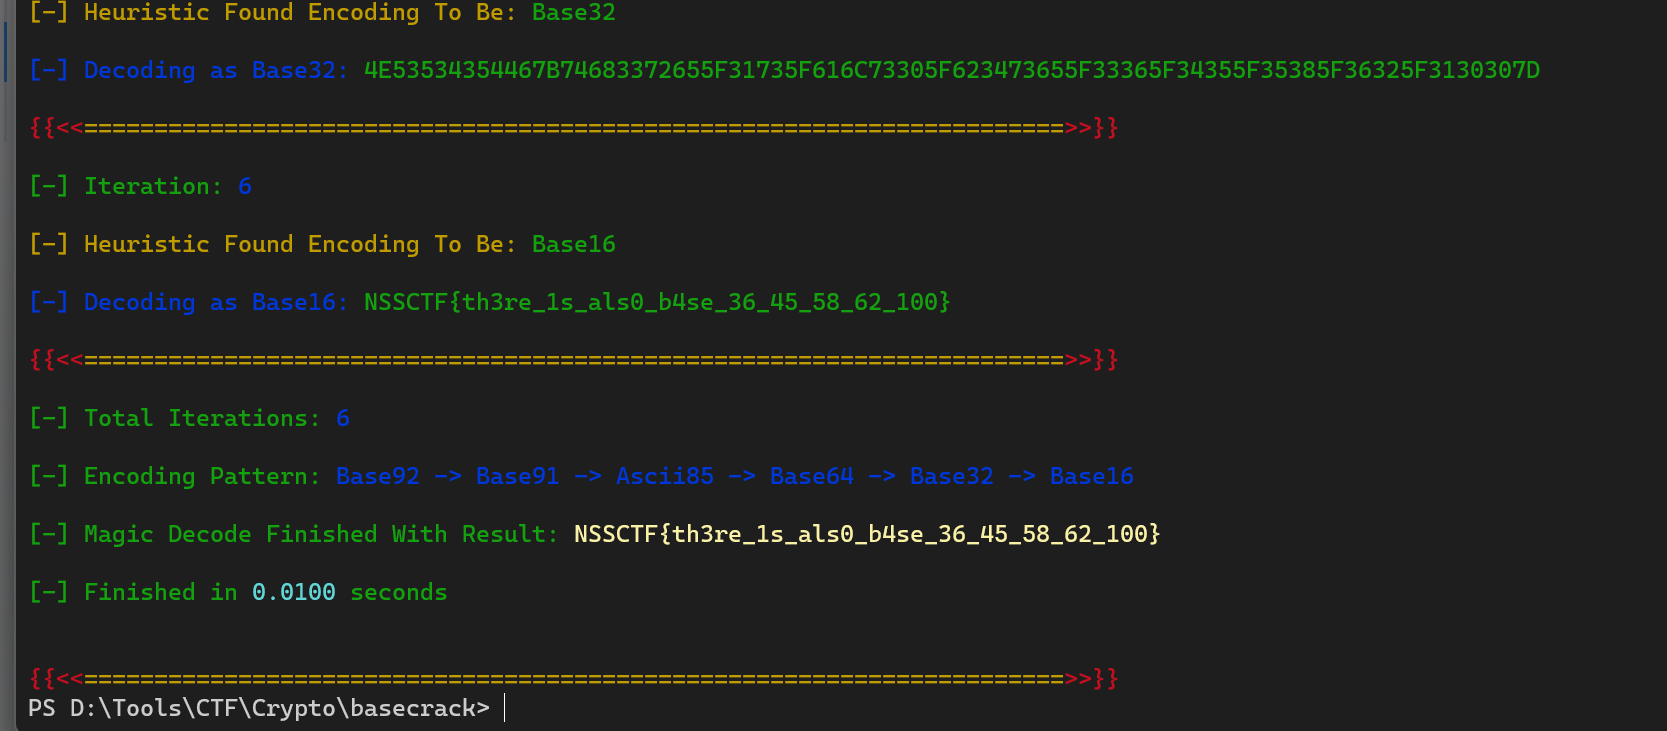 [-] Heuristic Found Encoding To Be: Base32
[-] Decoding as Base32: 4E53534354467B74683372655F31735F616C73305F623473655F33365F34355F35385F36325F3130307D
{{<<======================================================================>>}}
[-] Iteration: 6
[-] Heuristic Found Encoding To Be: Base16
[-] Decoding as Base16: NSSCTF{th3re_1s_als0_b4se_36_45_58_62_100}
{{<<======================================================================>>}}
[-] Total Iterations: 6
[-] Encoding Pattern: Base92 -> Base91 -> Ascii85 -> Base64 -> Base32 -> Base16
[-] Magic Decode Finished With Result: NSSCTF{th3re_1s_als0_b4se_36_45_58_62_100}
[-] Finished in 0.0100 seconds
{{<<======================================================================>>}}
PS D:\Tools\CTF\Crypto\basecrack>